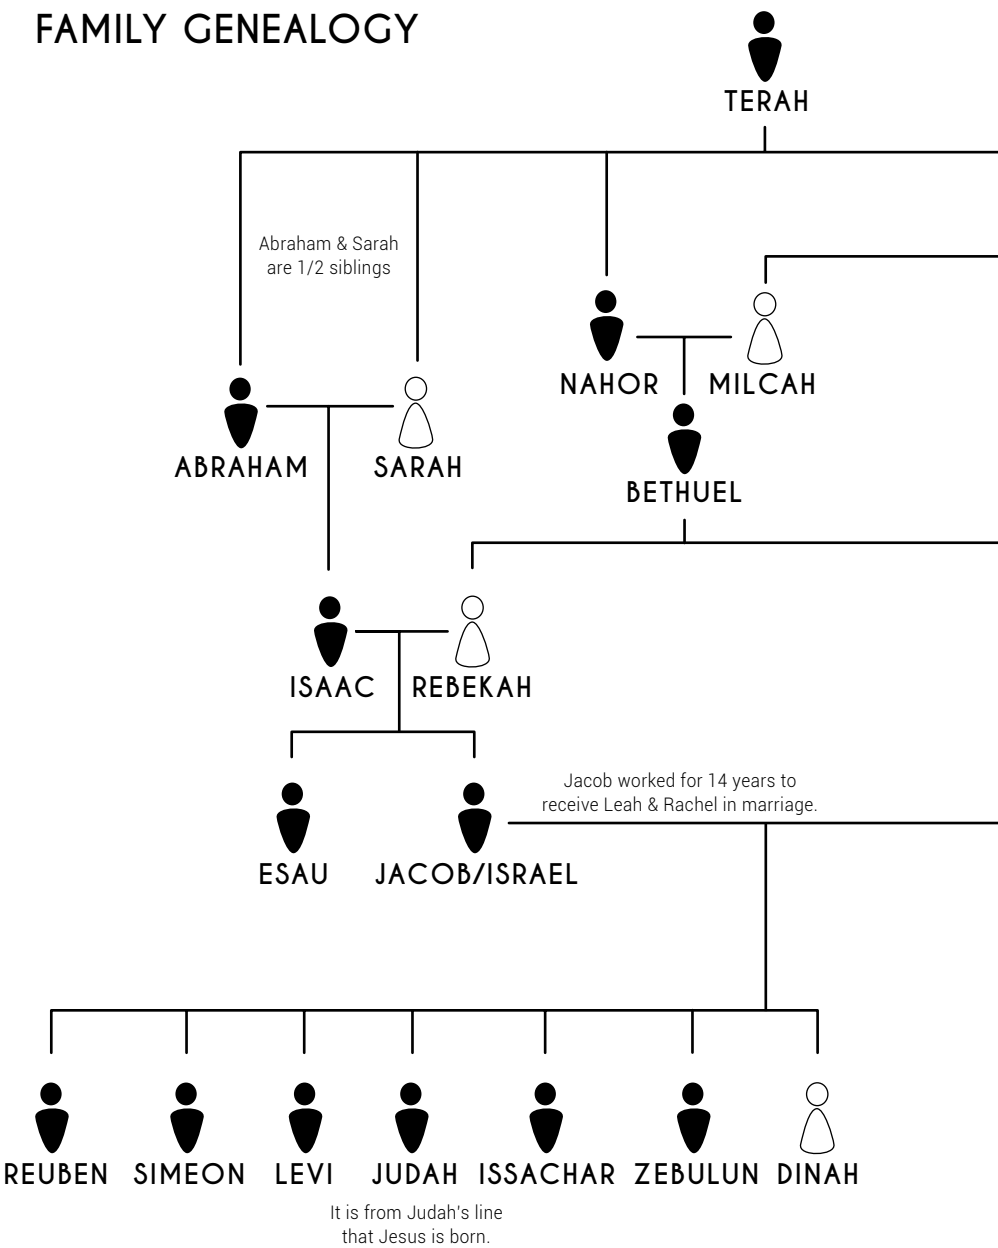 FAMILY GENEALOGY
TERAH
Abraham & Sarah
are 1/2 siblings
NAHOR MILCAH
ABRAHAM SARAH
BETHUEL
ISAAC REBEKAH
Jacob worked for 14 years to
receive Leah & Rachel in marriage.
ESAU JACOB/ISRAEL
REUBEN SIMEON LEVI JUDAH ISSACHAR ZEBULUN DINAH
It is from Judah's line
that Jesus is born.